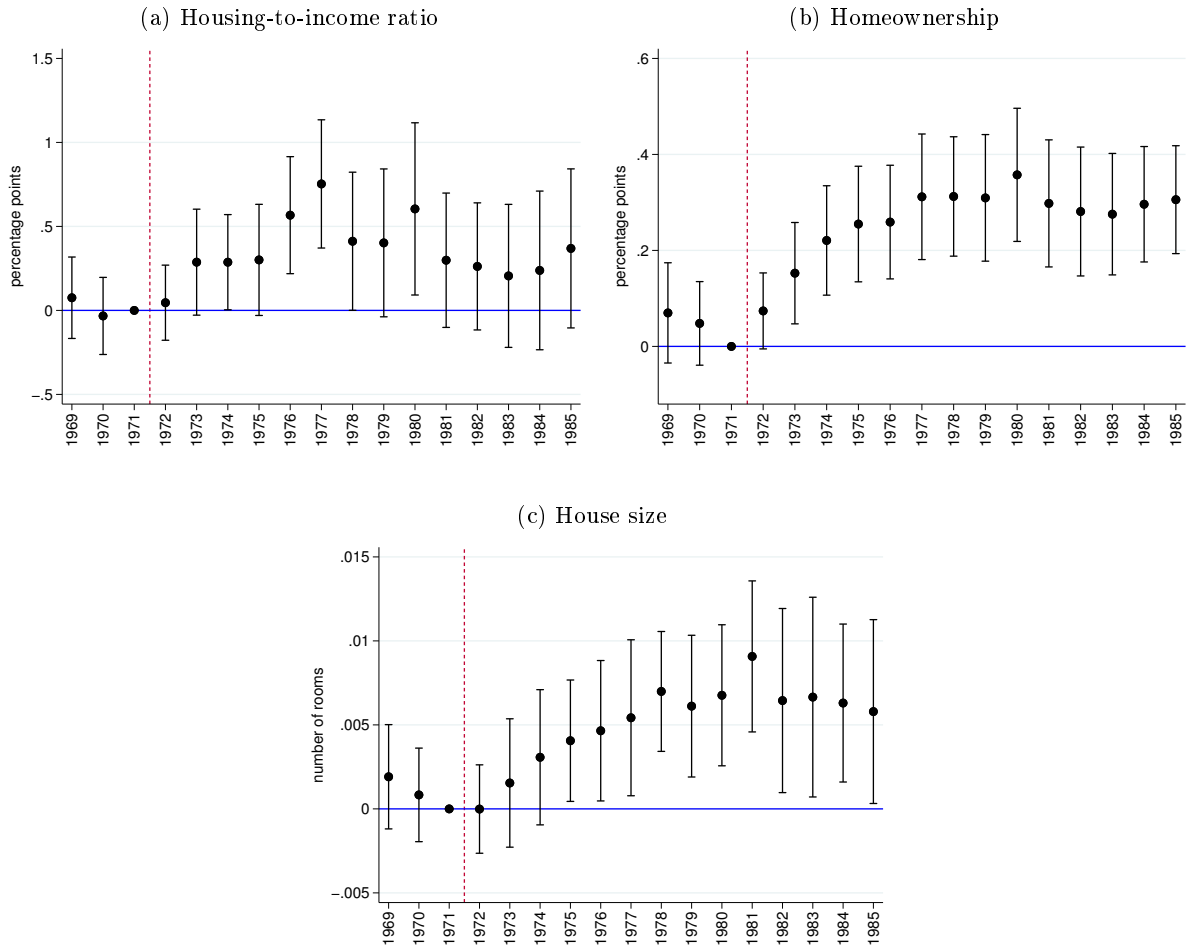 (a) Housing-to-income ratio
percentage points
1.5
1
.5
0
−.5
1969 1970 1971 1972 1973 1974 1975 1976 1977 1978 1979 1980 1981 1982 1983 1984 1985
(b) Homeownership
percentage points
.6
.4
.2
0
1969 1970 1971 1972 1973 1974 1975 1976 1977 1978 1979 1980 1981 1982 1983 1984 1985
(c) House size
number of rooms
.015
.01
.005
0
−.005
1969 1970 1971 1972 1973 1974 1975 1976 1977 1978 1979 1980 1981 1982 1983 1984 1985